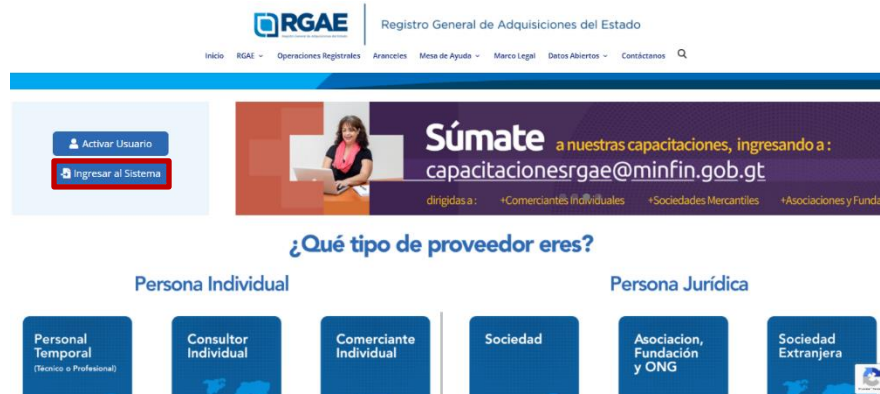 RGAE
Registro General de Adquisiciones del Estado
Inicio RGAE Operaciones Registrales Aranceles Mesa de Ayuda Marco Legal Datos Abiertos Contáctanos
Activar Usuario
Ingresar al Sistema
Súmate a nuestras capacitaciones, ingresando a :
capacitacionesrgae@minfin.gob.gt
dirigidas a : +Comerciantes Individuales +Sociedades Mercantiles +Asociaciones y Funda
¿Qué tipo de proveedor eres?
Persona Individual
Persona Jurídica
Personal
Temporal
(Técnico o Profesional)
Consultor
Individual
Comerciante
Individual
Sociedad
Asociacion,
Fundación
y ONG
Sociedad
Extranjera